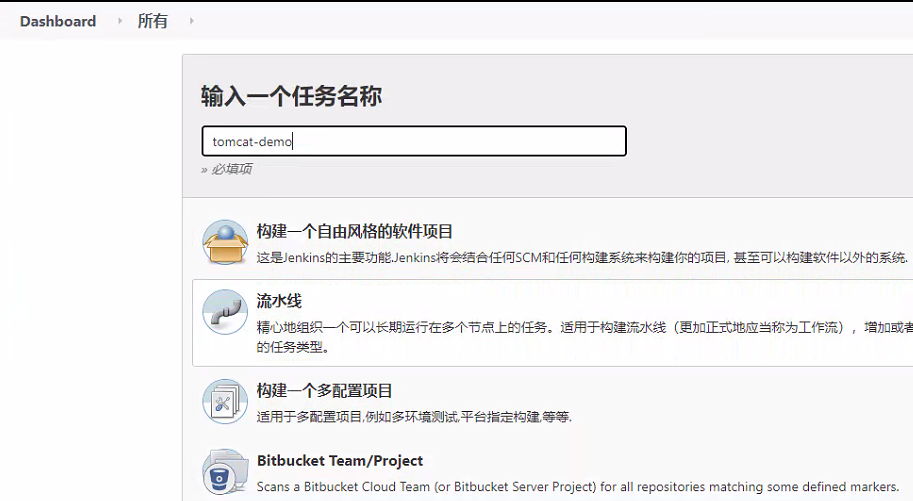 Dashboard 所有
输入一个任务名称
tomcat-demo
» 必填项
构建一个自由风格的软件项目
这是Jenkins的主要功能.Jenkins将会结合任何SCM和任何构建系统来构建你的项目, 甚至可以构建软件以外的系统.
流水线
精心地组织一个可以长期运行在多个节点上的任务。适用于构建流水线（更加正式地应当称为工作流），增加或者
的任务类型。
构建一个多配置项目
适用于多配置项目,例如多环境测试,平台指定构建,等等.
Bitbucket Team/Project
Scans a Bitbucket Cloud Team (or Bitbucket Server Project) for all repositories matching some defined markers.